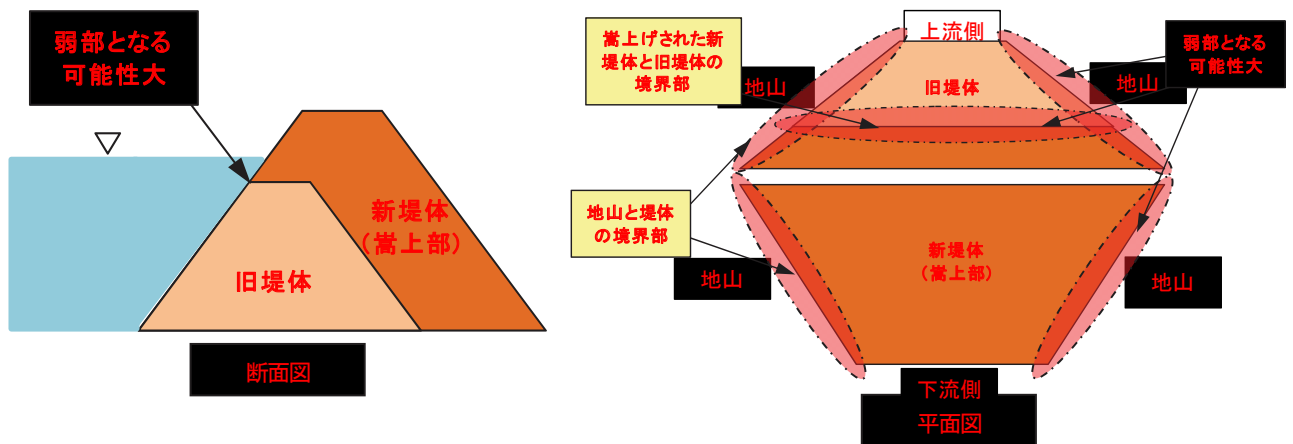 弱部となる
可能性大
新堤体
（嵩上部）
旧堤体
断面図
上流側
嵩上げされた新
堤体と旧堤体の
境界部
弱部となる
可能性大
地山
旧堤体
地山
地山と堤体
の境界部
新堤体
（嵩上部）
地山
地山
下流側
平面図